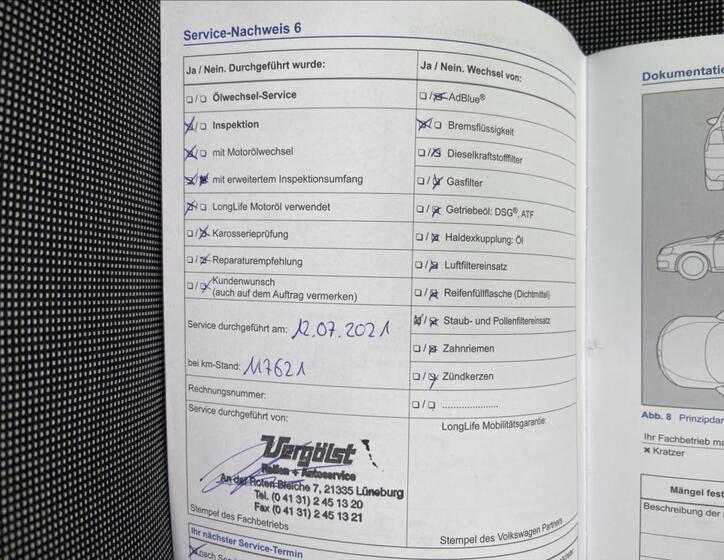 Service-Nachweis 6
Ja / Nein. Durchgeführt wurde:
Ölwechsel-Service
Inspektion
mit Motorölwechsel
mit erweitertem Inspektionsumfang
LongLife Motoröl verwendet
Karosserieprüfung
Reparaturempfehlung
Kundenwunsch
(auch auf dem Auftrag vermerken)
Service durchgeführt am: 12.07.2021
bei km-Stand: 117621
Rechnungsnummer:
Service durchgeführt von:
Vergölst
Reifen + Autoservice
An der Roten Bleiche 7, 21335 Lüneburg
Tel. (0 41 31) 2 45 13 20
Fax (0 41 31) 2 45 13 21
Stempel des Fachbetriebs
Ihr nächster Service-Termin
Ja / Nein. Wechsel von:
AdBlue®
Bremsflüssigkeit
Dieselkraftstofffilter
Gasfilter
Getriebeöl: DSG®, ATF
Haldexkupplung: Öl
Luftfiltereinsatz
Reifenfüllflasche (Dichtmittel)
Staub- und Pollenfiltereinsatz
Zahnriemen
Zündkerzen
.....................
LongLife Mobilitätsgarantie:
Stempel des Volkswagen Partners
Dokumentatio
Abb. 8 Prinzipdar
Ihr Fachbetrieb ma
× Kratzer
Mängel fest
Beschreibung der